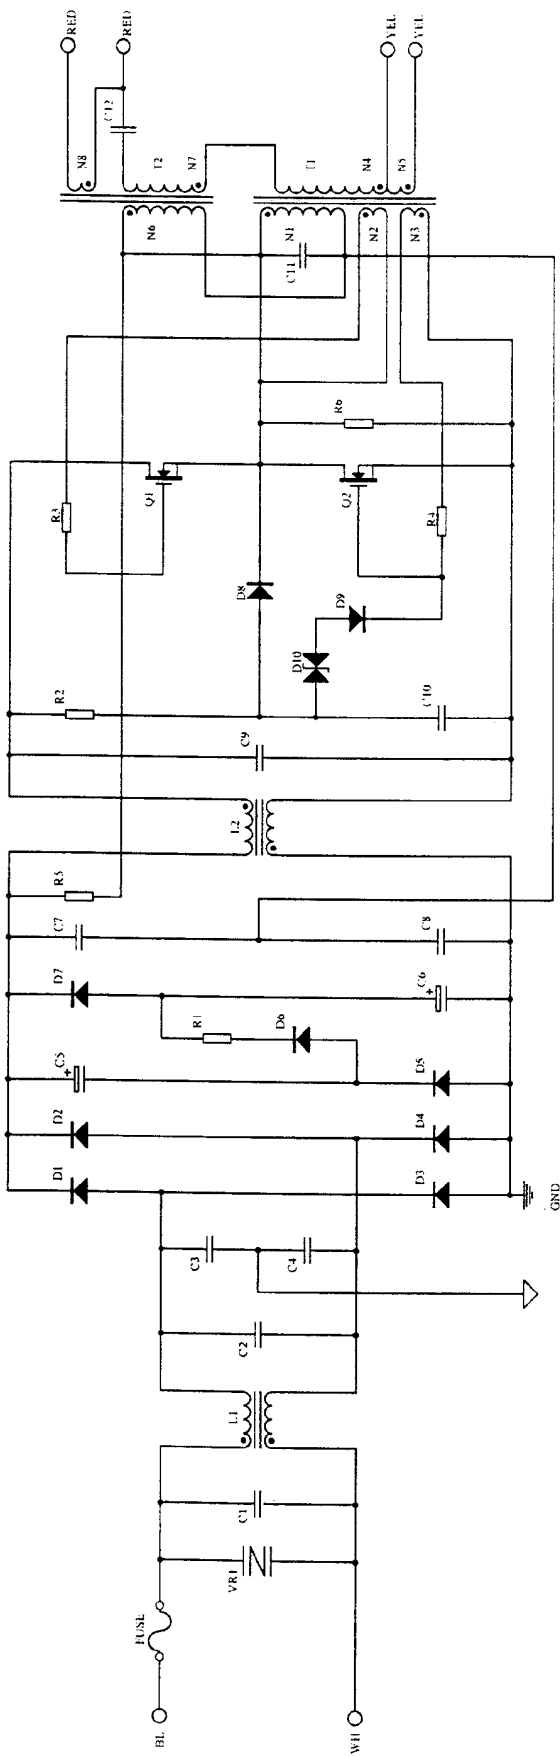 BL
FUSE
WH
VR1
C1
L1
C2
C3
C4
GND
D1
D3
D2
D4
C5
+
D5
R1
D6
D7
C6
+
C7
C8
R5
L2
C9
R2
C10
D10
D9
D8
R3
Q1
Q2
R4
R6
C11
N6
N1
N2
N3
N8
T2
N7
T1
N4
N5
C12
RED
RED
YEL
YEL